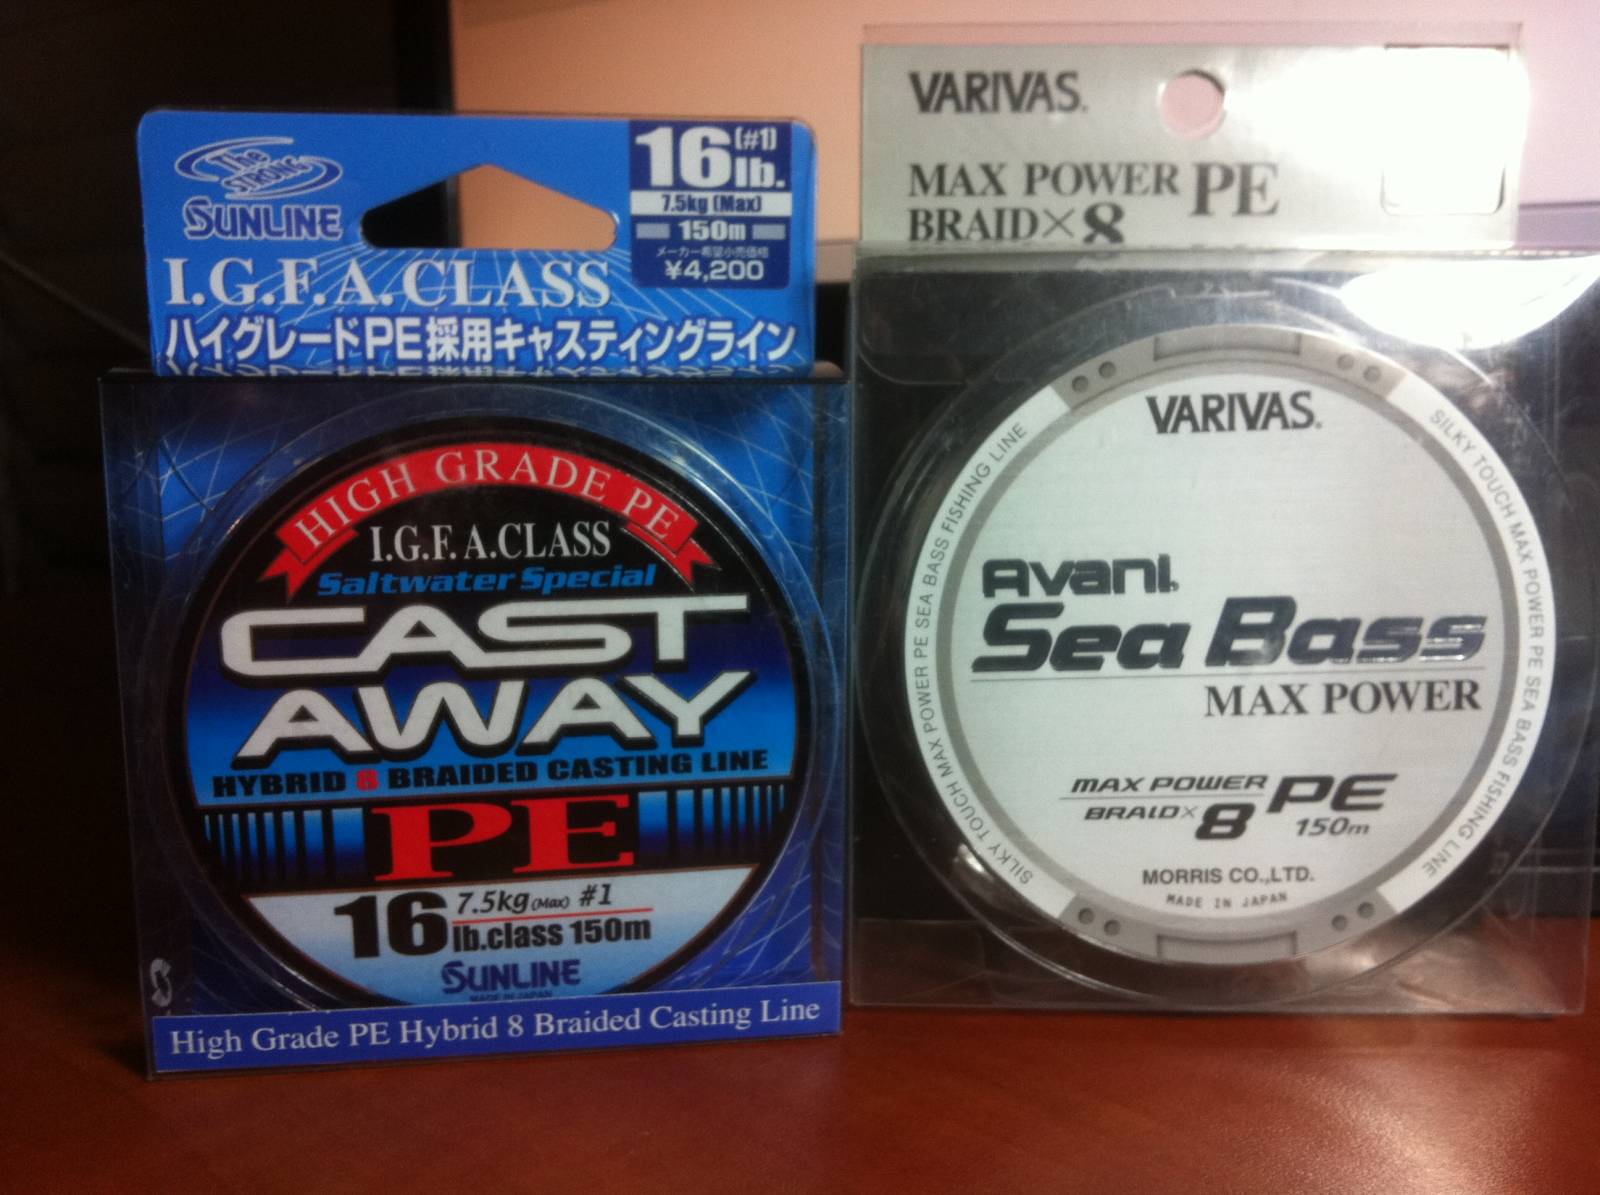 The
STRONG
SUNLINE
16 lb. (#1)
7.5kg (Max)
150m
メーカー希望小売価格
¥4,200
I.G.F.A.CLASS
ハイグレードPE採用キャスティングライン
HIGH GRADE PE
I.G.F.A.CLASS
Saltwater Special
CAST
AWAY
HYBRID 8 BRAIDED CASTING LINE
PE
16 7.5kg (Max) #1
lb.class 150m
SUNLINE
MADE IN JAPAN
High Grade PE Hybrid 8 Braided Casting Line
VARIVAS.
MAX POWER PE
BRAID×8
VARIVAS.
SILKY TOUCH MAX POWER PE SEA BASS FISHING LINE
SILKY TOUCH MAX POWER PE SEA BASS FISHING LINE
Avani
Sea Bass
MAX POWER
MAX POWER PE
BRAID×8 150m
MORRIS CO.,LTD.
MADE IN JAPAN